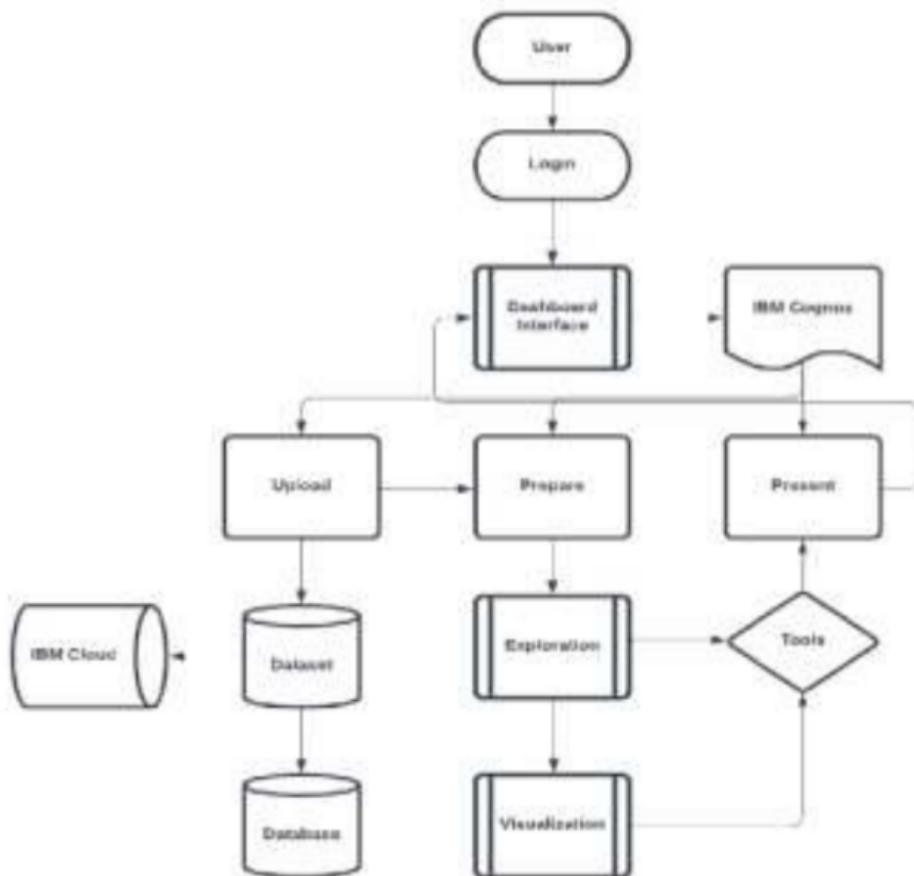 User
Login
Dashboard
Interface
IBM Cognos
Upload
Prepare
Present
IBM Cloud
Dataset
Exploration
Tools
Database
Visualization